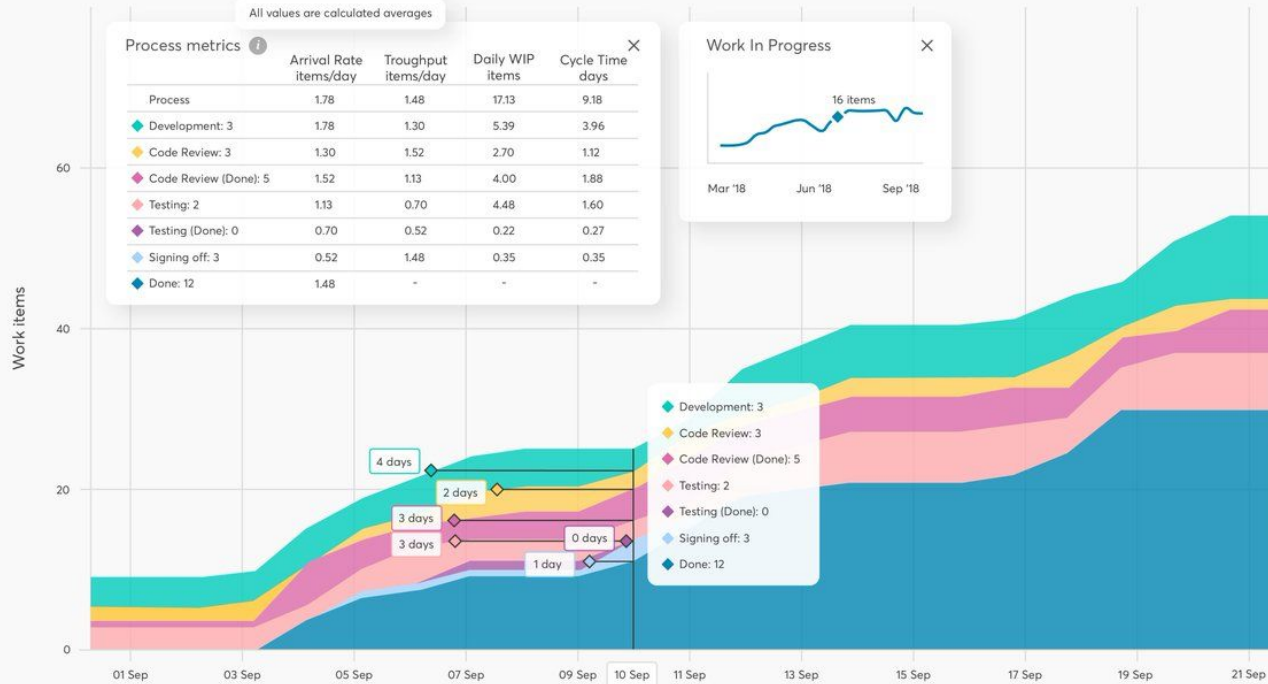 All values are calculated averages
Process metrics i
Arrival Rate items/day Troughput items/day Daily WIP items Cycle Time days
Process 1.78 1.48 17.13 9.18
Development: 3 1.78 1.30 5.39 3.96
Code Review: 3 1.30 1.52 2.70 1.12
Code Review (Done): 5 1.52 1.13 4.00 1.88
Testing: 2 1.13 0.70 4.48 1.60
Testing (Done): 0 0.70 0.52 0.22 0.27
Signing off: 3 0.52 1.48 0.35 0.35
Done: 12 1.48 - - -
Work In Progress
16 items
Mar '18 Jun '18 Sep '18
Work items
60
40
20
0
4 days
2 days
3 days
3 days
0 days
1 day
Development: 3
Code Review: 3
Code Review (Done): 5
Testing: 2
Testing (Done): 0
Signing off: 3
Done: 12
01 Sep 03 Sep 05 Sep 07 Sep 09 Sep 10 Sep 11 Sep 13 Sep 15 Sep 17 Sep 19 Sep 21 Sep